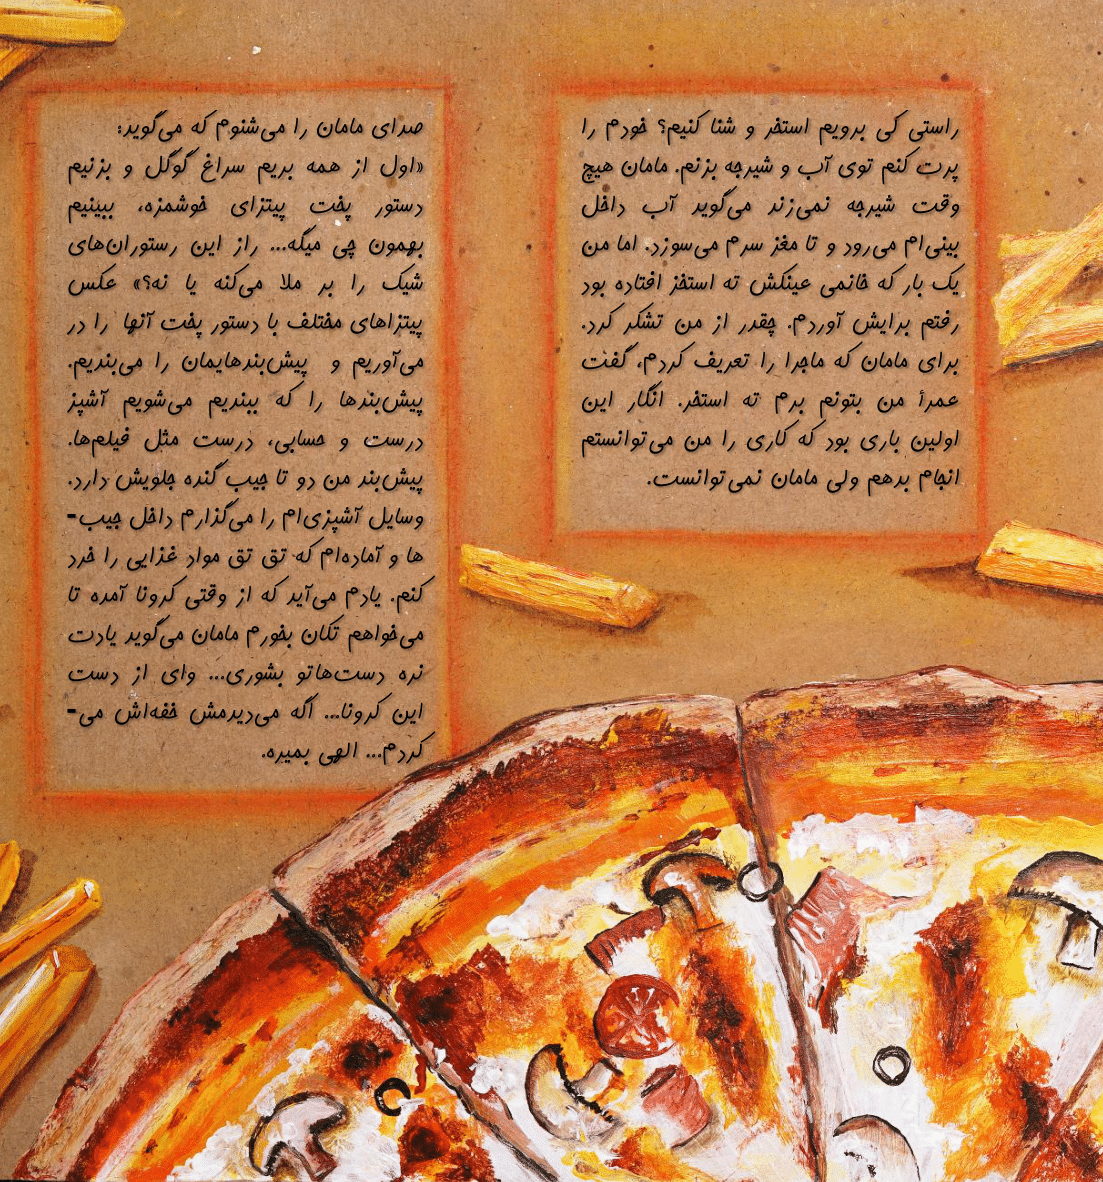 راستی کی برویم استخر و شنا کنیم؟ خودم را
پرت کنم توی آب و شیرجه بزنم. مامان هیچ
وقت شیرجه نمی‌زند می‌گوید آب داخل
بینی‌ام می‌رود و تا مغز سرم می‌سوزد. اما من
یک بار که خانمی عینکش ته استخر افتاده بود
رفتم برایش آوردم. چقدر از من تشکر کرد.
برای مامان که ماجرا را تعریف کردم، گفت
عمرأ من بتونم برم ته استخر. انگار این
اولین باری بود که کاری را من می‌توانستم
انجام بدهم ولی مامان نمی‌توانست.
صدای مامان را می‌شنوم که می‌گوید:
«اول از همه بریم سراغ گوگل و بزنیم
دستور پخت پیتزای خوشمزه، ببینیم
بهمون چی میگه... راز این رستوران‌های
شیک را بر ملا می‌کنه یا نه؟» عکس
پیتزاهای مختلف با دستور پخت آنها را در
می‌آوریم و پیش‌بندهایمان را می‌بندیم.
پیش‌بندها را که ببندیم می‌شویم آشپز
درست و حسابی، درست مثل فیلم‌ها.
پیش‌بند من دو تا جیب گنده جلویش دارد.
وسایل آشپزی‌ام را می‌گذارم داخل جیب-
ها و آماده‌ام که تق تق مواد غذایی را خرد
کنم. یادم می‌آید که از وقتی کرونا آمده تا
می‌خواهم تکان بخورم مامان می‌گوید یادت
نره دست‌هاتو بشوری... وای از دست
این کرونا... اگه می‌دیدمش خفه‌اش می-
کردم... الهی بمیره.